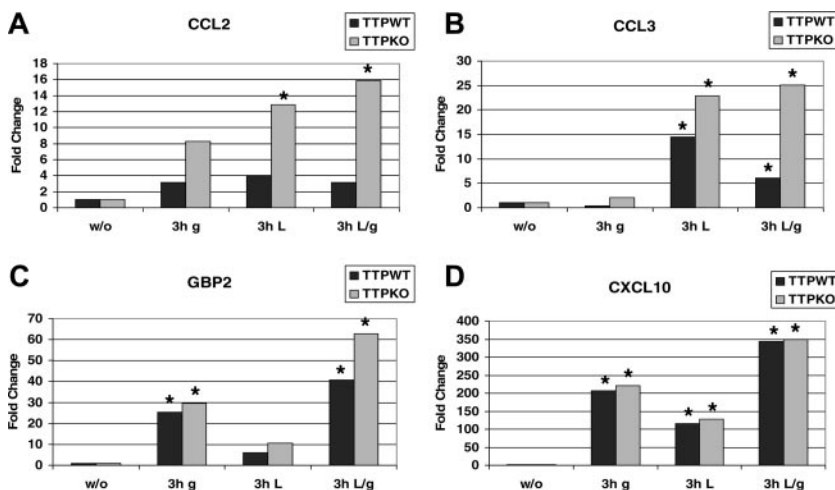 A
CCL2
TTPWT
TTPKO
Fold Change
18
16
14
12
10
8
6
4
2
0
*
*
w/o 3h g 3h L 3h L/g
B
CCL3
TTPWT
TTPKO
Fold Change
30
25
20
15
10
5
0
*
*
*
*
w/o 3h g 3h L 3h L/g
C
GBP2
TTPWT
TTPKO
Fold Change
70
60
50
40
30
20
10
0
*
*
*
*
w/o 3h g 3h L 3h L/g
D
CXCL10
TTPWT
TTPKO
Fold Change
400
350
300
250
200
150
100
50
0
*
*
*
*
*
*
w/o 3h g 3h L 3h L/g